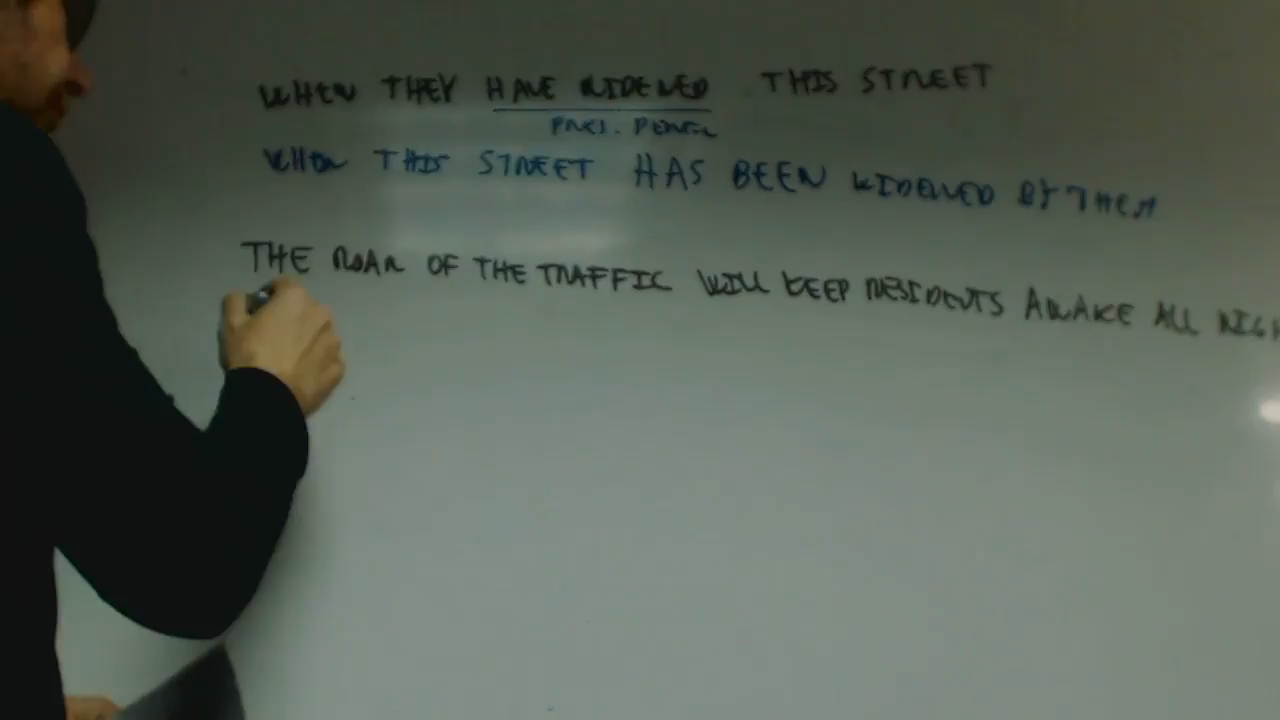 WHEN THEY HAVE WIDENED THIS STREET
PRES. PERF.
WHEN THIS STREET HAS BEEN WIDENED BY THEM
THE ROAR OF THE TRAFFIC WILL KEEP RESIDENTS AWAKE ALL NIGH